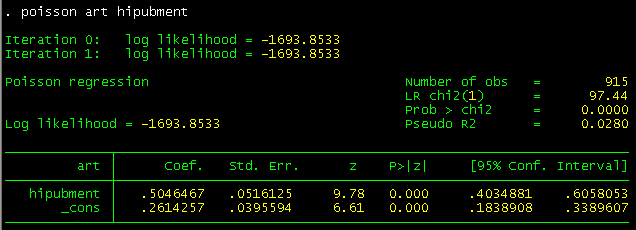 . poisson art hipubment
Iteration 0:   log likelihood = -1693.8533
Iteration 1:   log likelihood = -1693.8533
Poisson regression                                Number of obs   =        915
                                                  LR chi2(1)      =      97.44
                                                  Prob > chi2     =     0.0000
Log likelihood = -1693.8533                       Pseudo R2       =     0.0280
         art |      Coef.   Std. Err.      z    P>|z|     [95% Conf. Interval]
   hipubment |   .5046467   .0516125     9.78   0.000     .4034881    .6058053
       _cons |   .2614257   .0395594     6.61   0.000     .1838908    .3389607